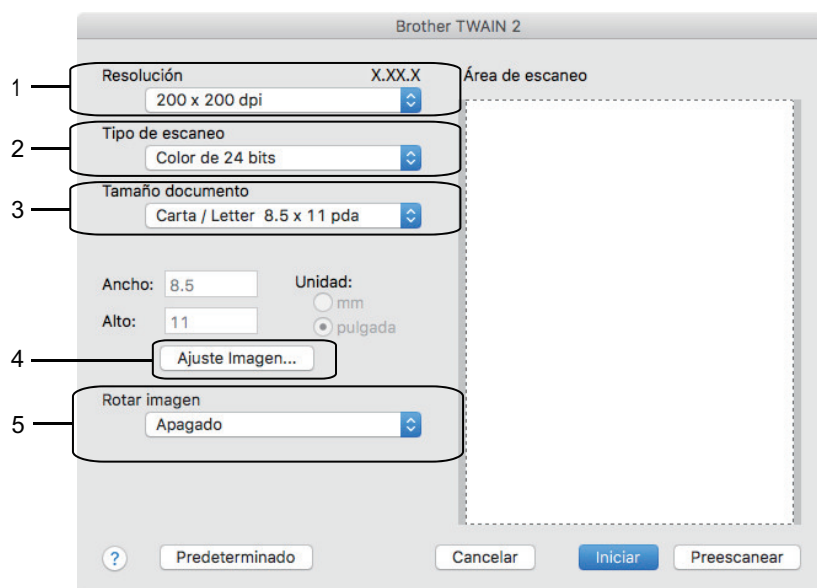 Brother TWAIN 2
1
Resolución X.XX.X
200 x 200 dpi
2
Tipo de escaneo
Color de 24 bits
3
Tamaño documento
Carta / Letter 8.5 x 11 pda
Ancho: 8.5
Unidad:
mm
Alto: 11
pulgada
4
Ajuste Imagen...
5
Rotar imagen
Apagado
Área de escaneo
?
Predeterminado
Cancelar
Iniciar
Preescanear